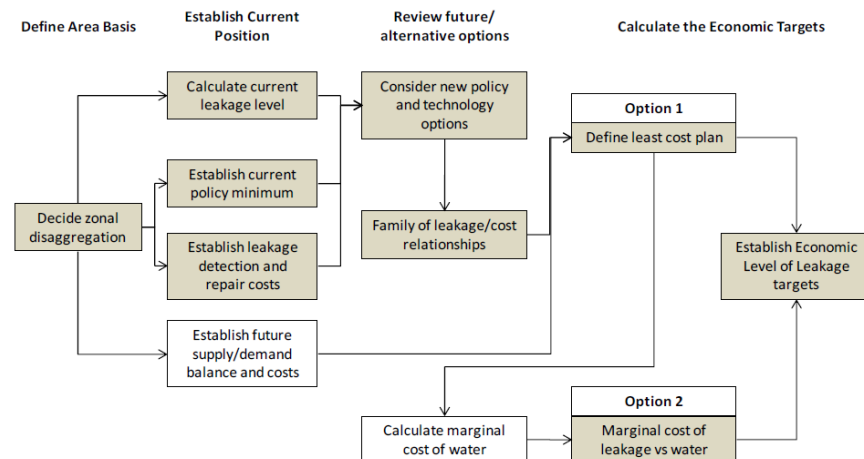 Define Area Basis
Establish Current
Position
Review future/
alternative options
Calculate the Economic Targets
Calculate current
leakage level
Consider new policy
and technology
options
Option 1
Define least cost plan
Establish current
policy minimum
Decide zonal
disaggregation
Establish leakage
detection and
repair costs
Family of leakage/cost
relationships
Establish Economic
Level of Leakage
targets
Establish future
supply/demand
balance and costs
Calculate marginal
cost of water
Option 2
Marginal cost of
leakage vs water